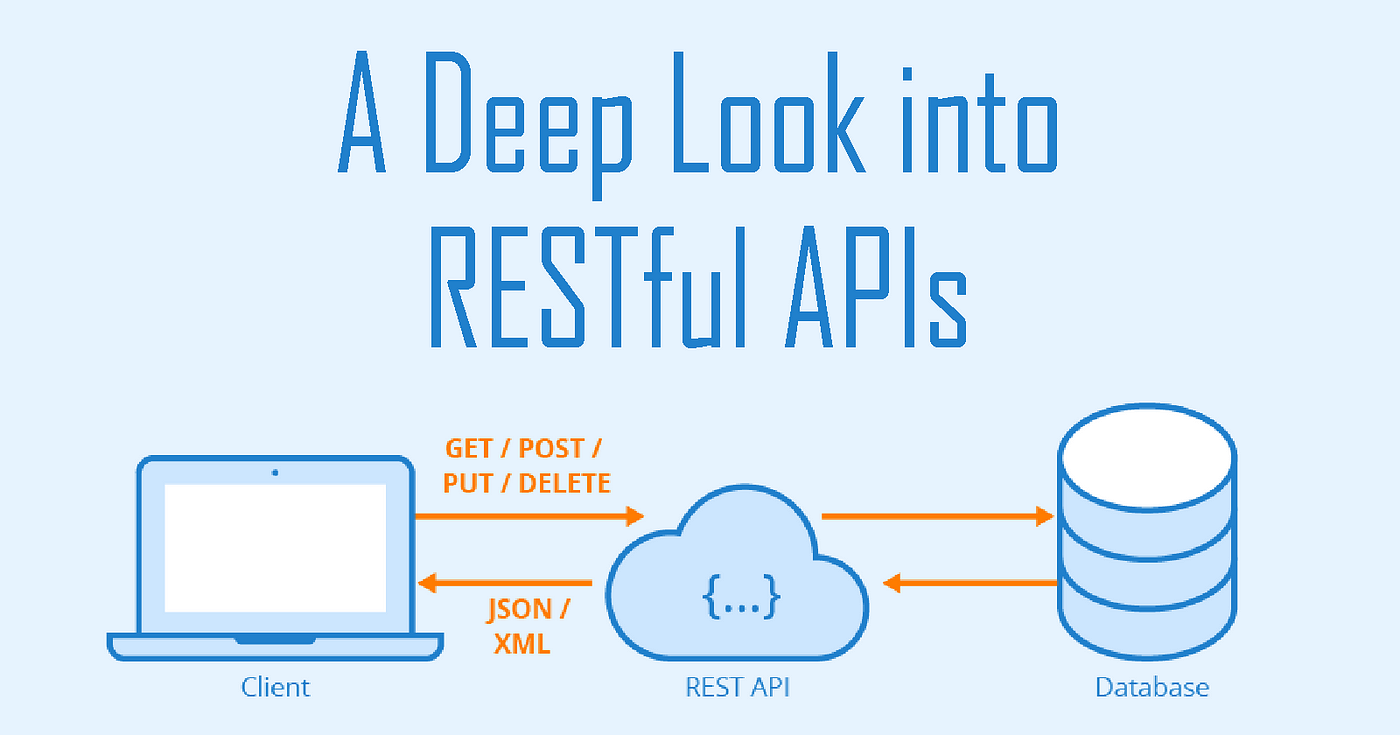 A Deep Look into
RESTful APIs
GET / POST /
PUT / DELETE
{...}
JSON /
XML
Client
REST API
Database